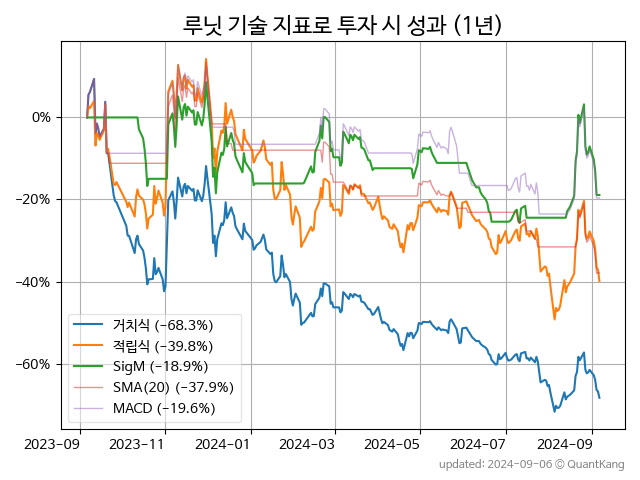 루닛 기술 지표로 투자 시 성과 (1년)
0%
−20%
−40%
−60%
거치식 (−68.3%)
적립식 (−39.8%)
SigM (−18.9%)
SMA(20) (−37.9%)
MACD (−19.6%)
2023−09 2023−11 2024−01 2024−03 2024−05 2024−07 2024−09
updated: 2024−09−06 © QuantKang